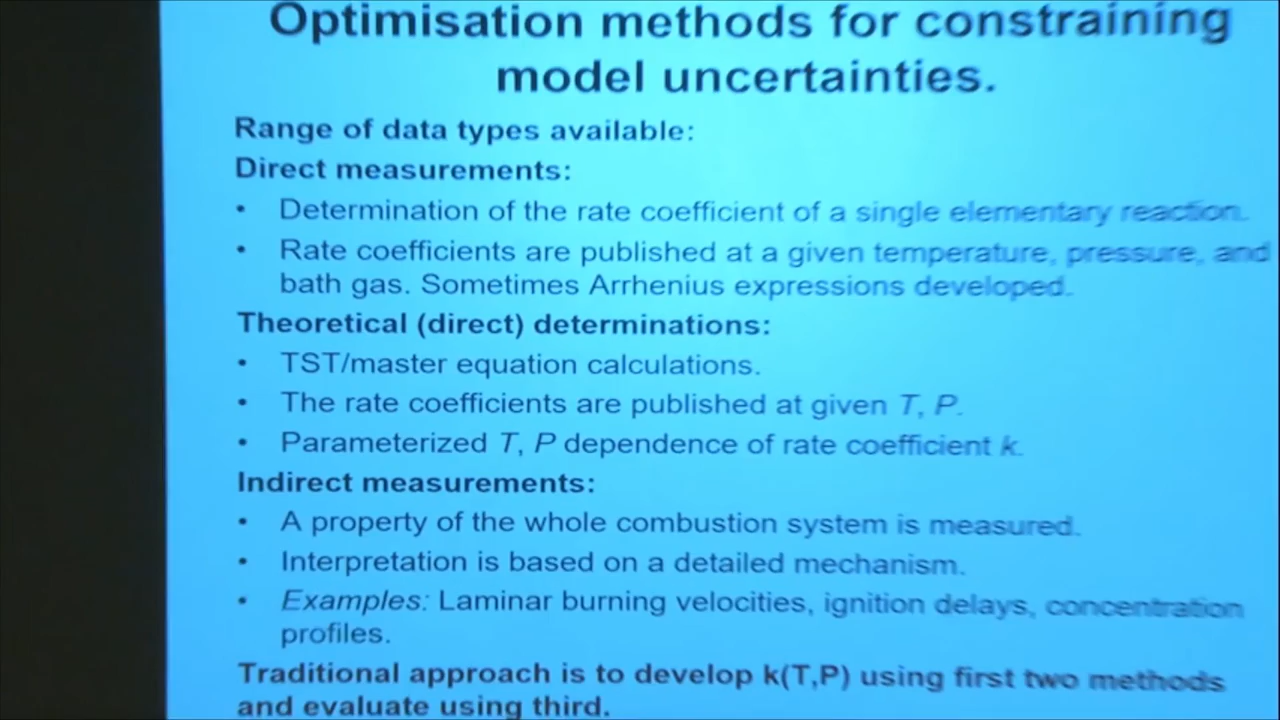 Optimisation methods for constraining
model uncertainties.
Range of data types available:
Direct measurements:
• Determination of the rate coefficient of a single elementary reaction.
• Rate coefficients are published at a given temperature, pressure, and
bath gas. Sometimes Arrhenius expressions developed.
Theoretical (direct) determinations:
• TST/master equation calculations.
• The rate coefficients are published at given T, P.
• Parameterized T, P dependence of rate coefficient k.
Indirect measurements:
• A property of the whole combustion system is measured.
• Interpretation is based on a detailed mechanism.
• Examples: Laminar burning velocities, ignition delays, concentration
profiles.
Traditional approach is to develop k(T,P) using first two methods
and evaluate using third.